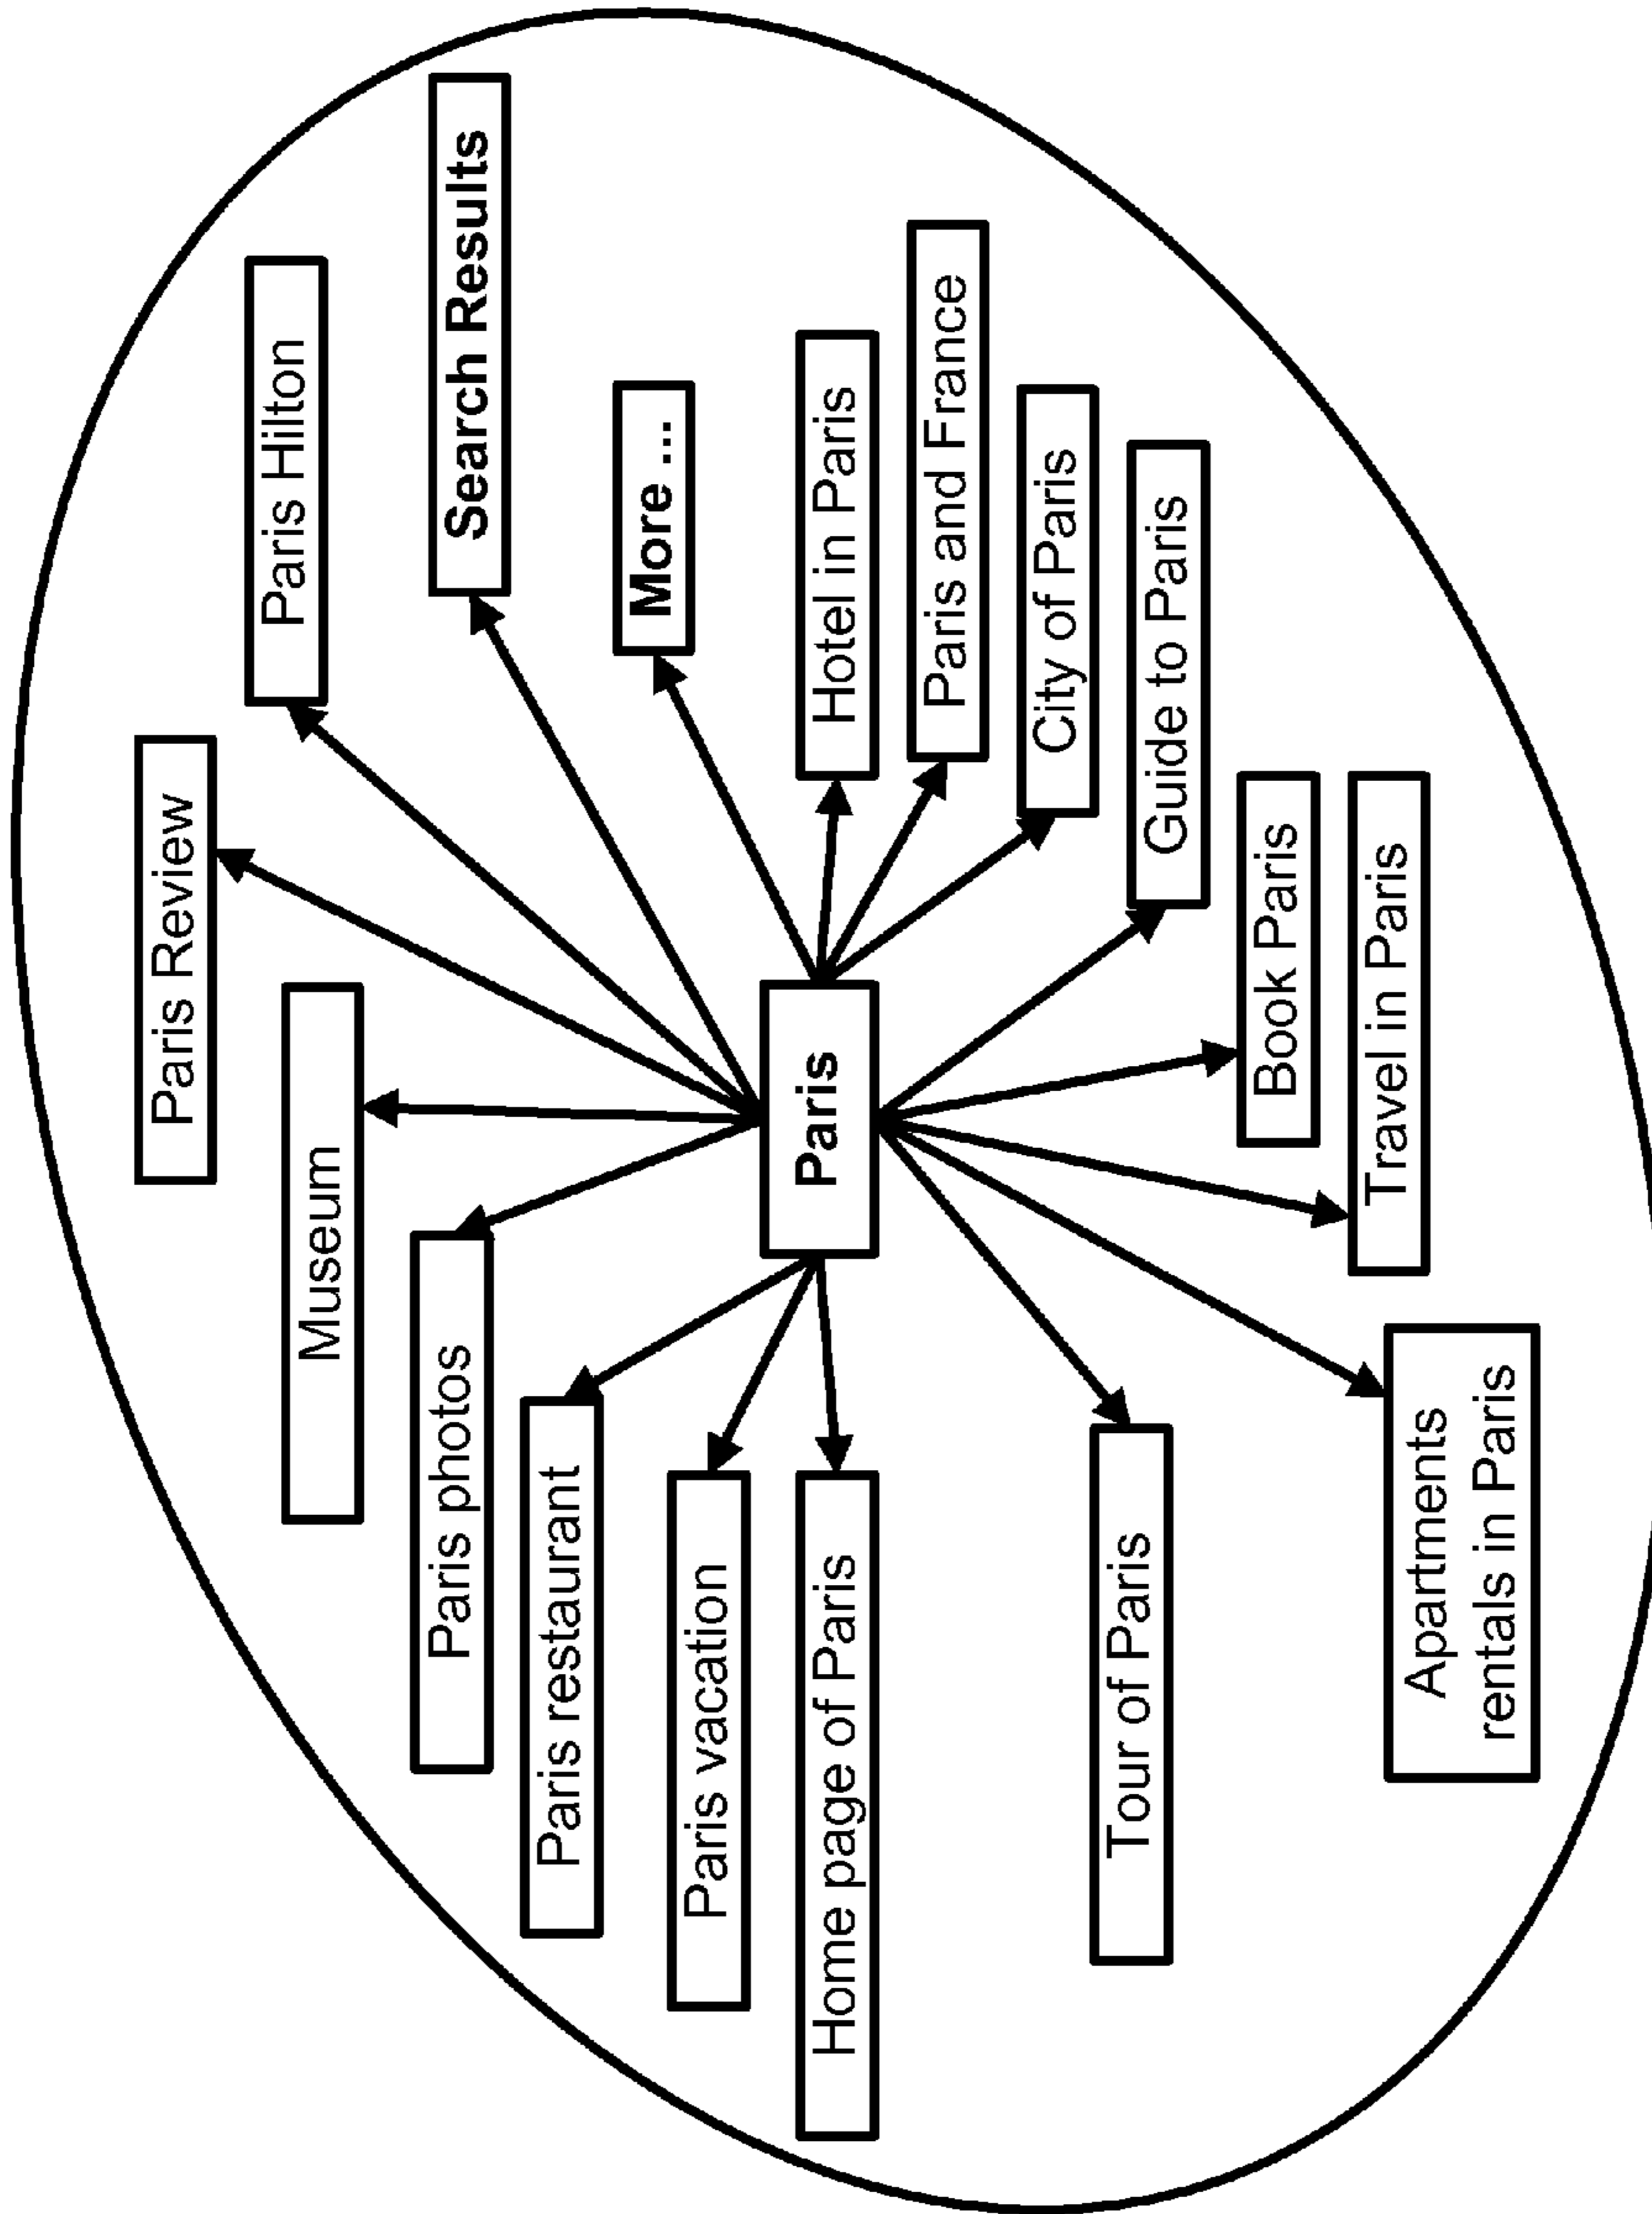 Paris Review
Paris Hilton
Museum
Search Results
Paris photos
Paris restaurant
More ...
Paris vacation
Paris
Home page of Paris
Hotel in Paris
Paris and France
City of Paris
Tour of Paris
Guide to Paris
Book Paris
Travel in Paris
Apartments
rentals in Paris